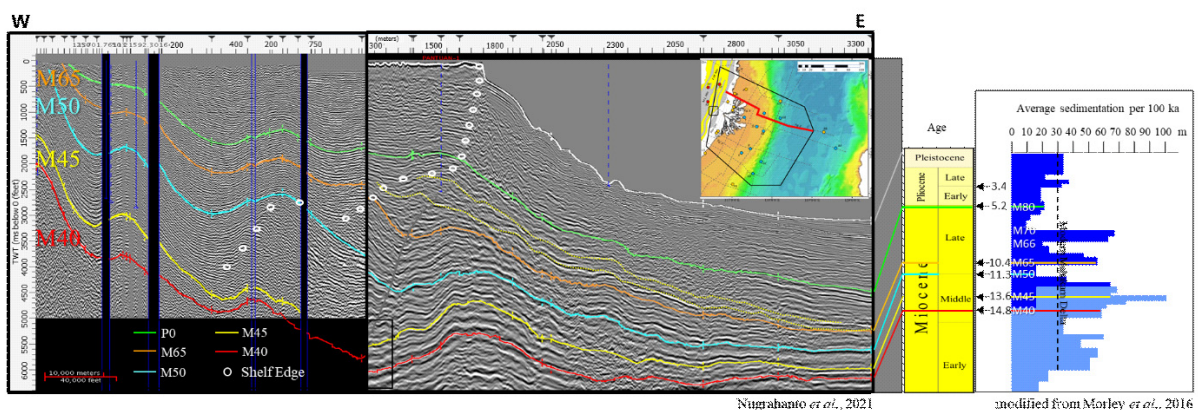 W
E
(meters)
200
400
200
750
300
1500
1800
2050
2300
2800
3050
3400
0
500
1000
1500
2000
2500
3000
3500
4000
4500
5000
5500
6000
TWT (ms below 0 (feet)
M65
M50
M45
M40
P0
M45
M65
M40
M50
Shelf Edge
10,000 meters
40,000 feet
Age
Pleistocene
Pliocene
Late
Early
Miocene
Late
Middle
Early
3.4
5.2
10.4
11.3
13.6
14.8
Average sedimentation per 100 ka
0 10 20 30 40 50 60 70 80 90 100 m
M80
M70
M66
M65
M50
M45
M40
Nugrahanto et al., 2021
modified from Morley et al., 2016